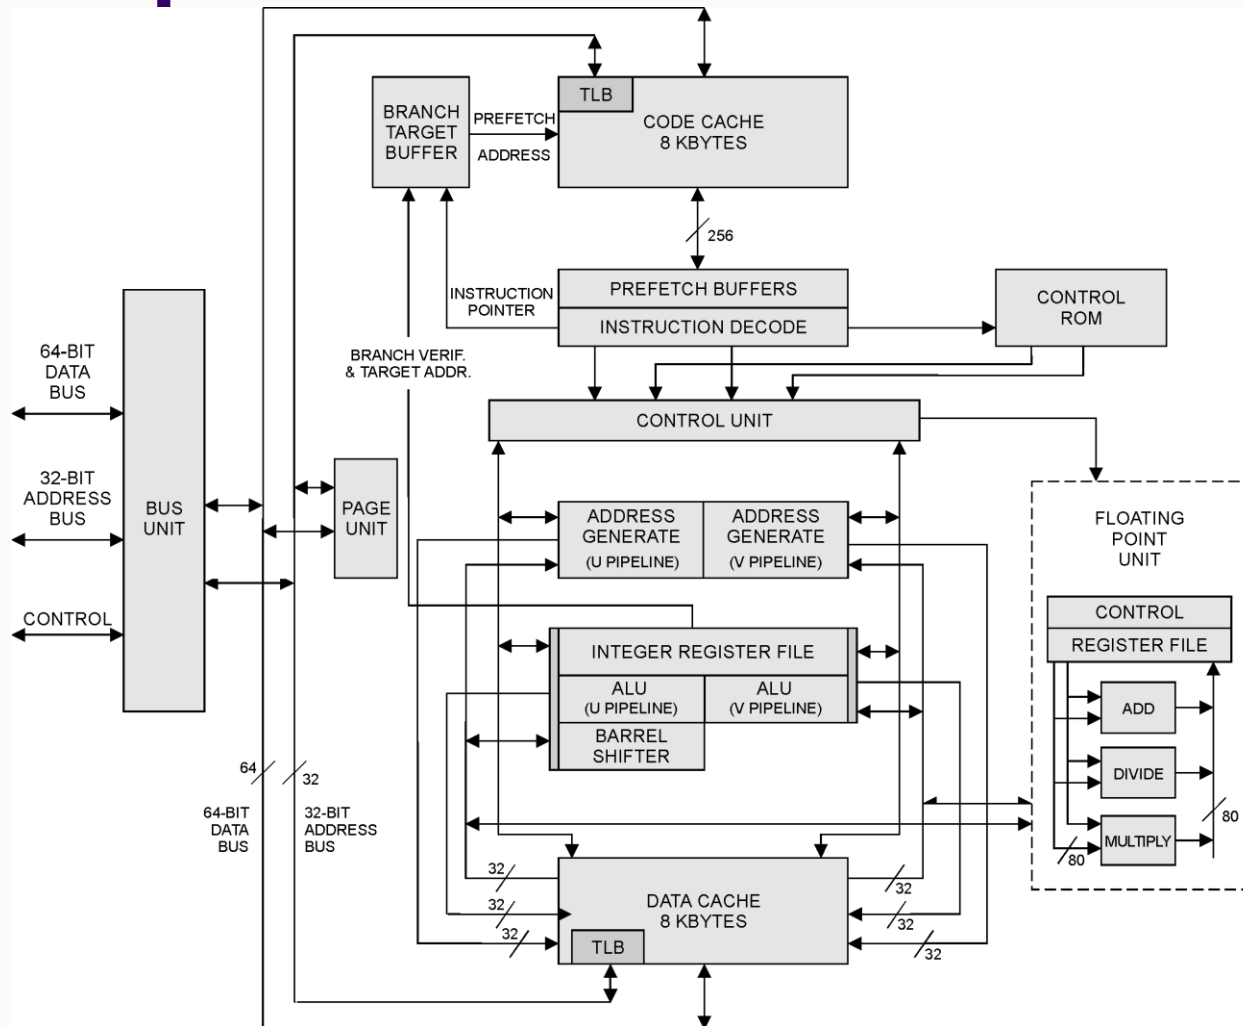 TLB
CODE CACHE
8 KBYTES
BRANCH
TARGET
BUFFER
PREFETCH
ADDRESS
256
PREFETCH BUFFERS
INSTRUCTION DECODE
INSTRUCTION
POINTER
CONTROL
ROM
BRANCH VERIF.
& TARGET ADDR.
64-BIT
DATA
BUS
32-BIT
ADDRESS
BUS
CONTROL
BUS
UNIT
PAGE
UNIT
CONTROL UNIT
ADDRESS
GENERATE
(U PIPELINE)
ADDRESS
GENERATE
(V PIPELINE)
FLOATING
POINT
UNIT
CONTROL
REGISTER FILE
ADD
DIVIDE
MULTIPLY
80
80
INTEGER REGISTER FILE
ALU
(U PIPELINE)
ALU
(V PIPELINE)
BARREL
SHIFTER
64
32
64-BIT
DATA
BUS
32-BIT
ADDRESS
BUS
32
32
32
32
32
32
DATA CACHE
8 KBYTES
TLB